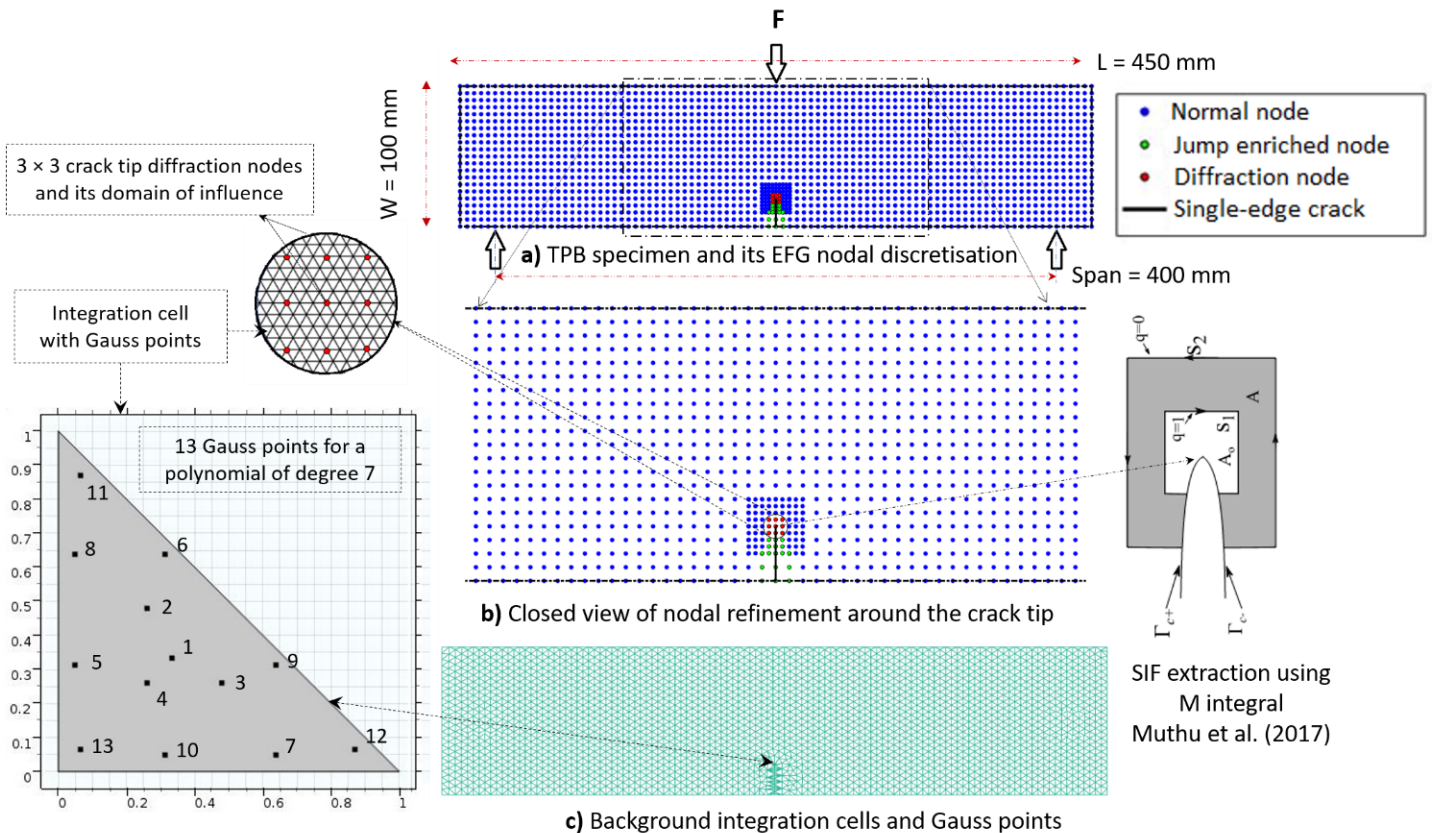 F
L = 450 mm
W = 100 mm
Normal node
Jump enriched node
Diffraction node
Single-edge crack
3 × 3 crack tip diffraction nodes
and its domain of influence
a) TPB specimen and its EFG nodal discretisation
Span = 400 mm
Integration cell
with Gauss points
13 Gauss points for a
polynomial of degree 7
1
0.9
0.8
0.7
0.6
0.5
0.4
0.3
0.2
0.1
0
0
0.2
0.4
0.6
0.8
1
11
8
6
2
1
5
9
4
3
13
10
7
12
q=0
S2
A
q=1
S1
Ao
Γc+
Γc-
b) Closed view of nodal refinement around the crack tip
SIF extraction using
M integral
Muthu et al. (2017)
c) Background integration cells and Gauss points